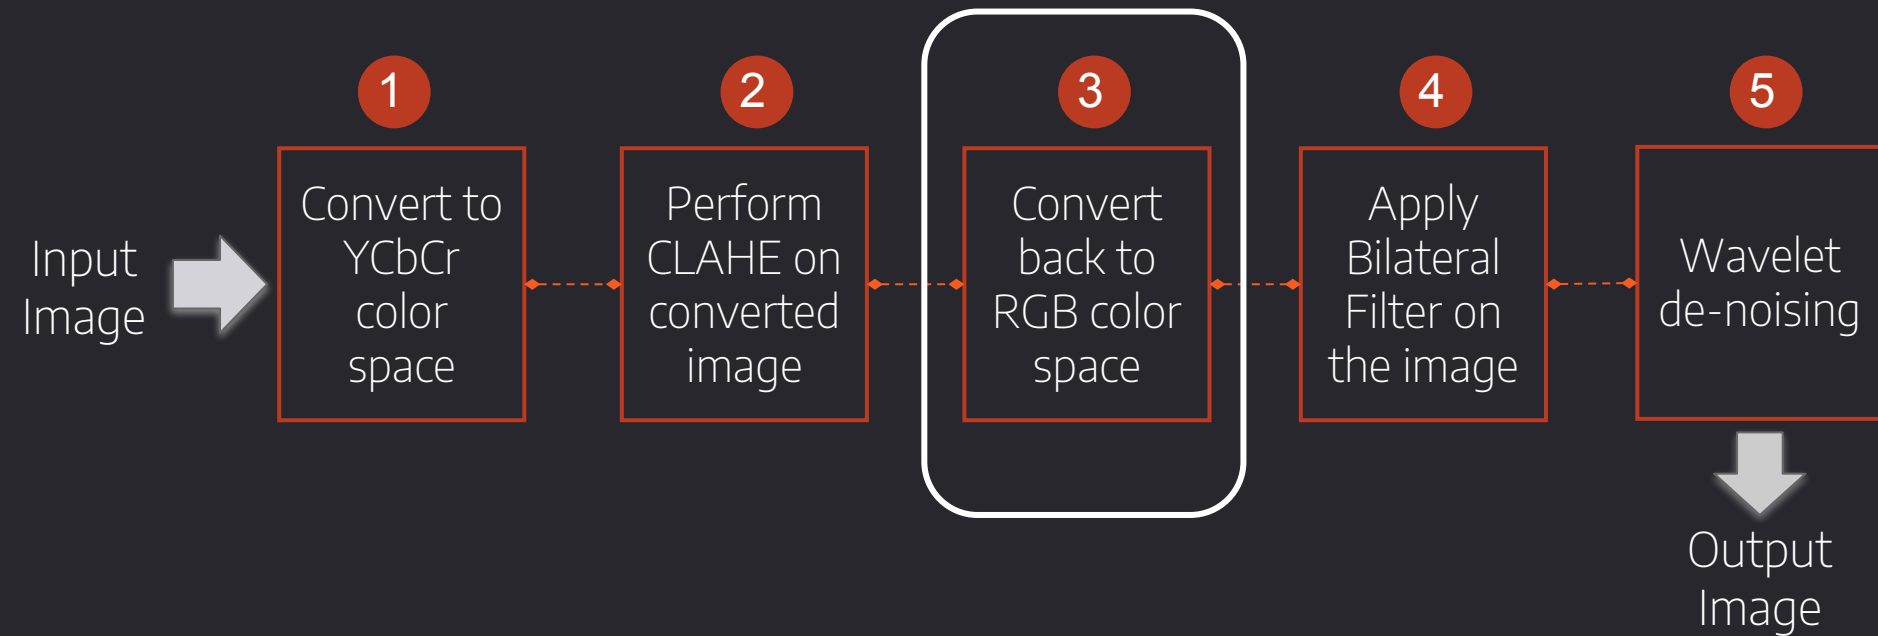 Input
Image
1
Convert to
YCbCr
color
space
2
Perform
CLAHE on
converted
image
3
Convert
back to
RGB color
space
4
Apply
Bilateral
Filter on
the image
5
Wavelet
de-noising
Output
Image